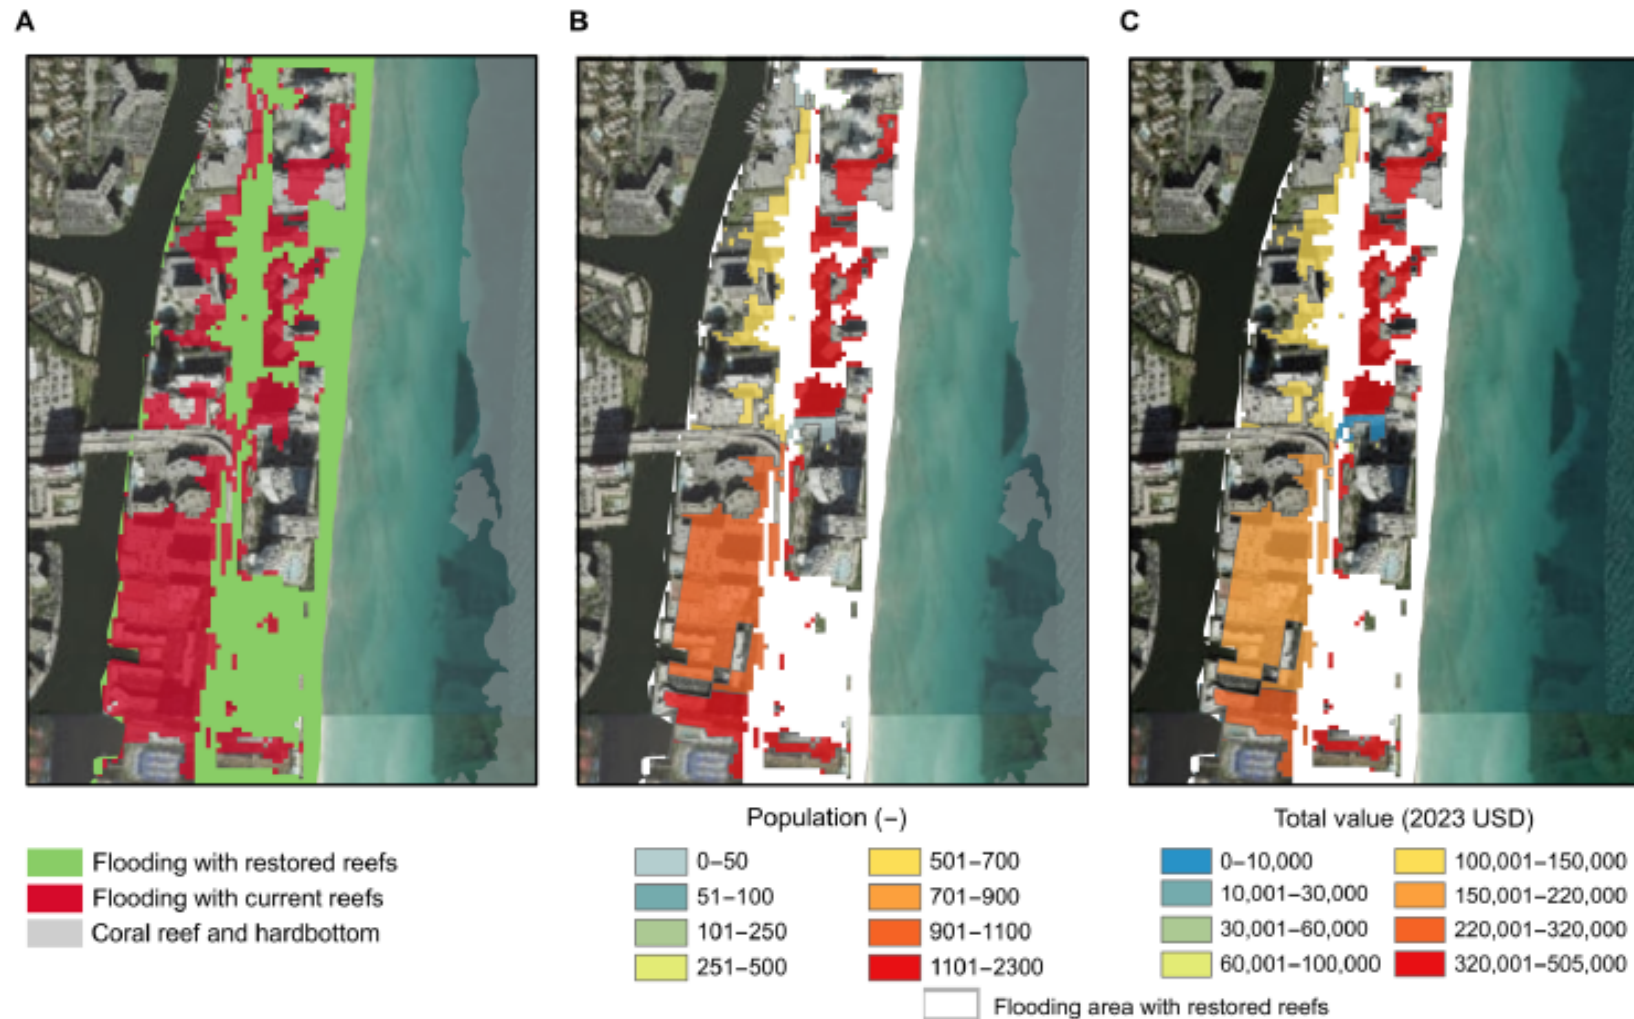 A B C
Flooding with restored reefs
Flooding with current reefs
Coral reef and hardbottom
Population (–)
0–50 501–700
51–100 701–900
101–250 901–1100
251–500 1101–2300
Total value (2023 USD)
0–10,000 100,001–150,000
10,001–30,000 150,001–220,000
30,001–60,000 220,001–320,000
60,001–100,000 320,001–505,000
Flooding area with restored reefs